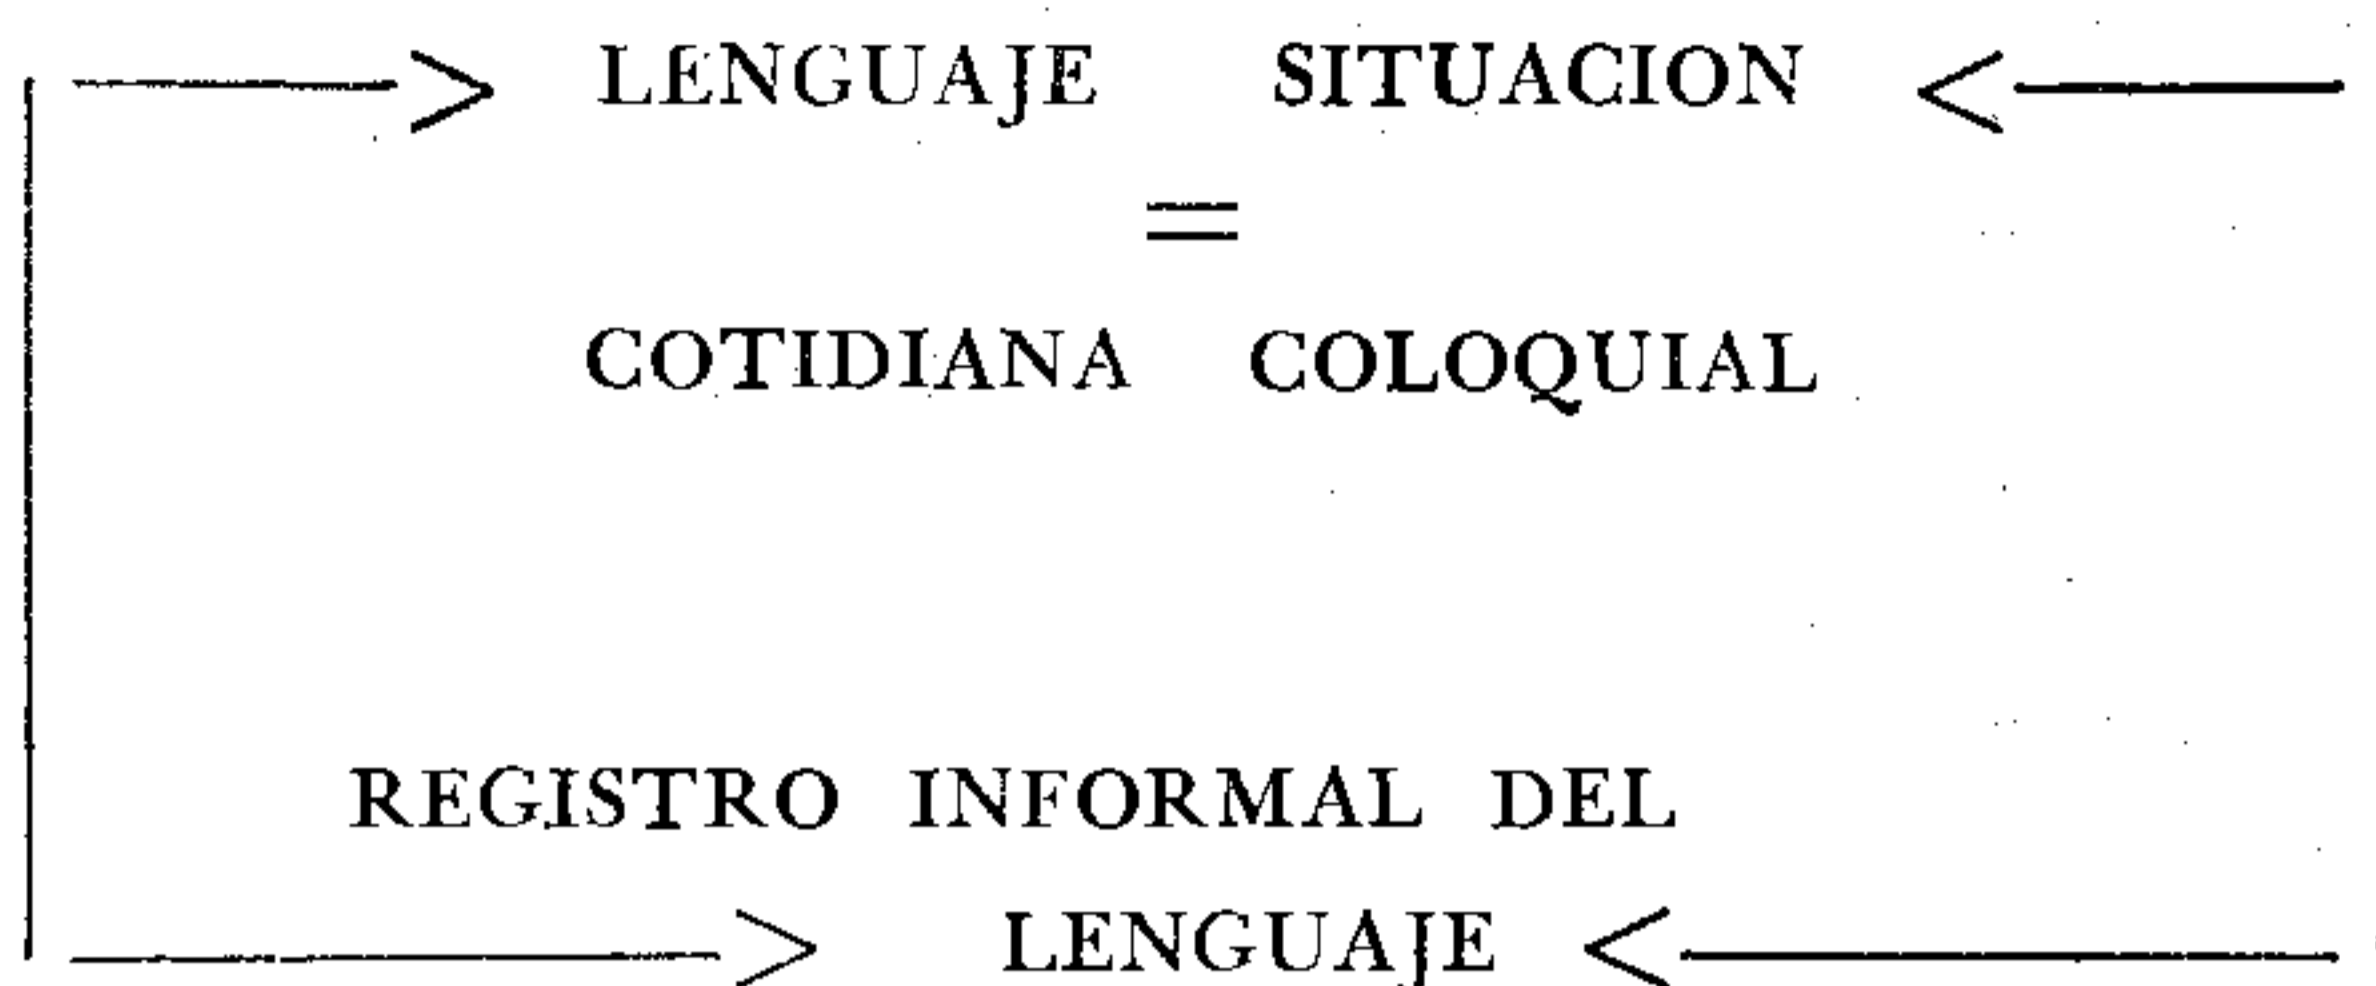 LENGUAJE SITUACION
=
COTIDIANA COLOQUIAL
REGISTRO INFORMAL DEL
LENGUAJE